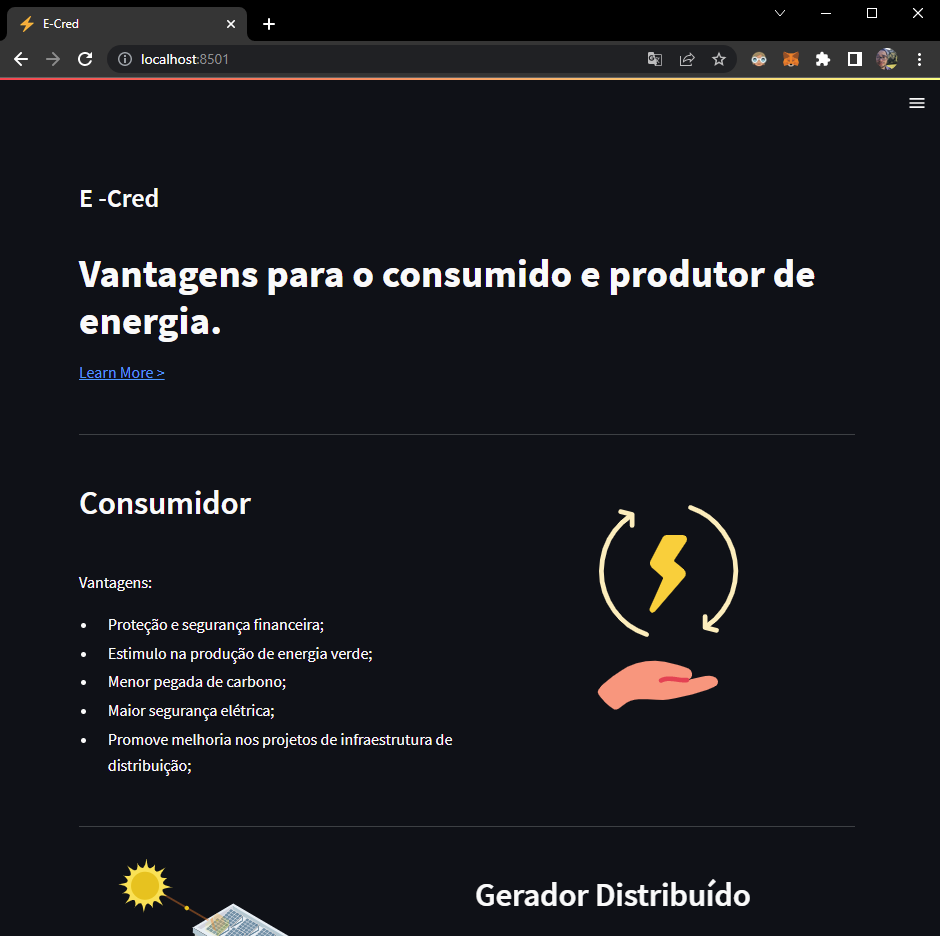 E-Cred
localhost:8501
E -Cred
Vantagens para o consumido e produtor de
energia.
Learn More >
Consumidor
Vantagens:
• Proteção e segurança financeira;
• Estimulo na produção de energia verde;
• Menor pegada de carbono;
• Maior segurança elétrica;
• Promove melhoria nos projetos de infraestrutura de
distribuição;
Gerador Distribuído